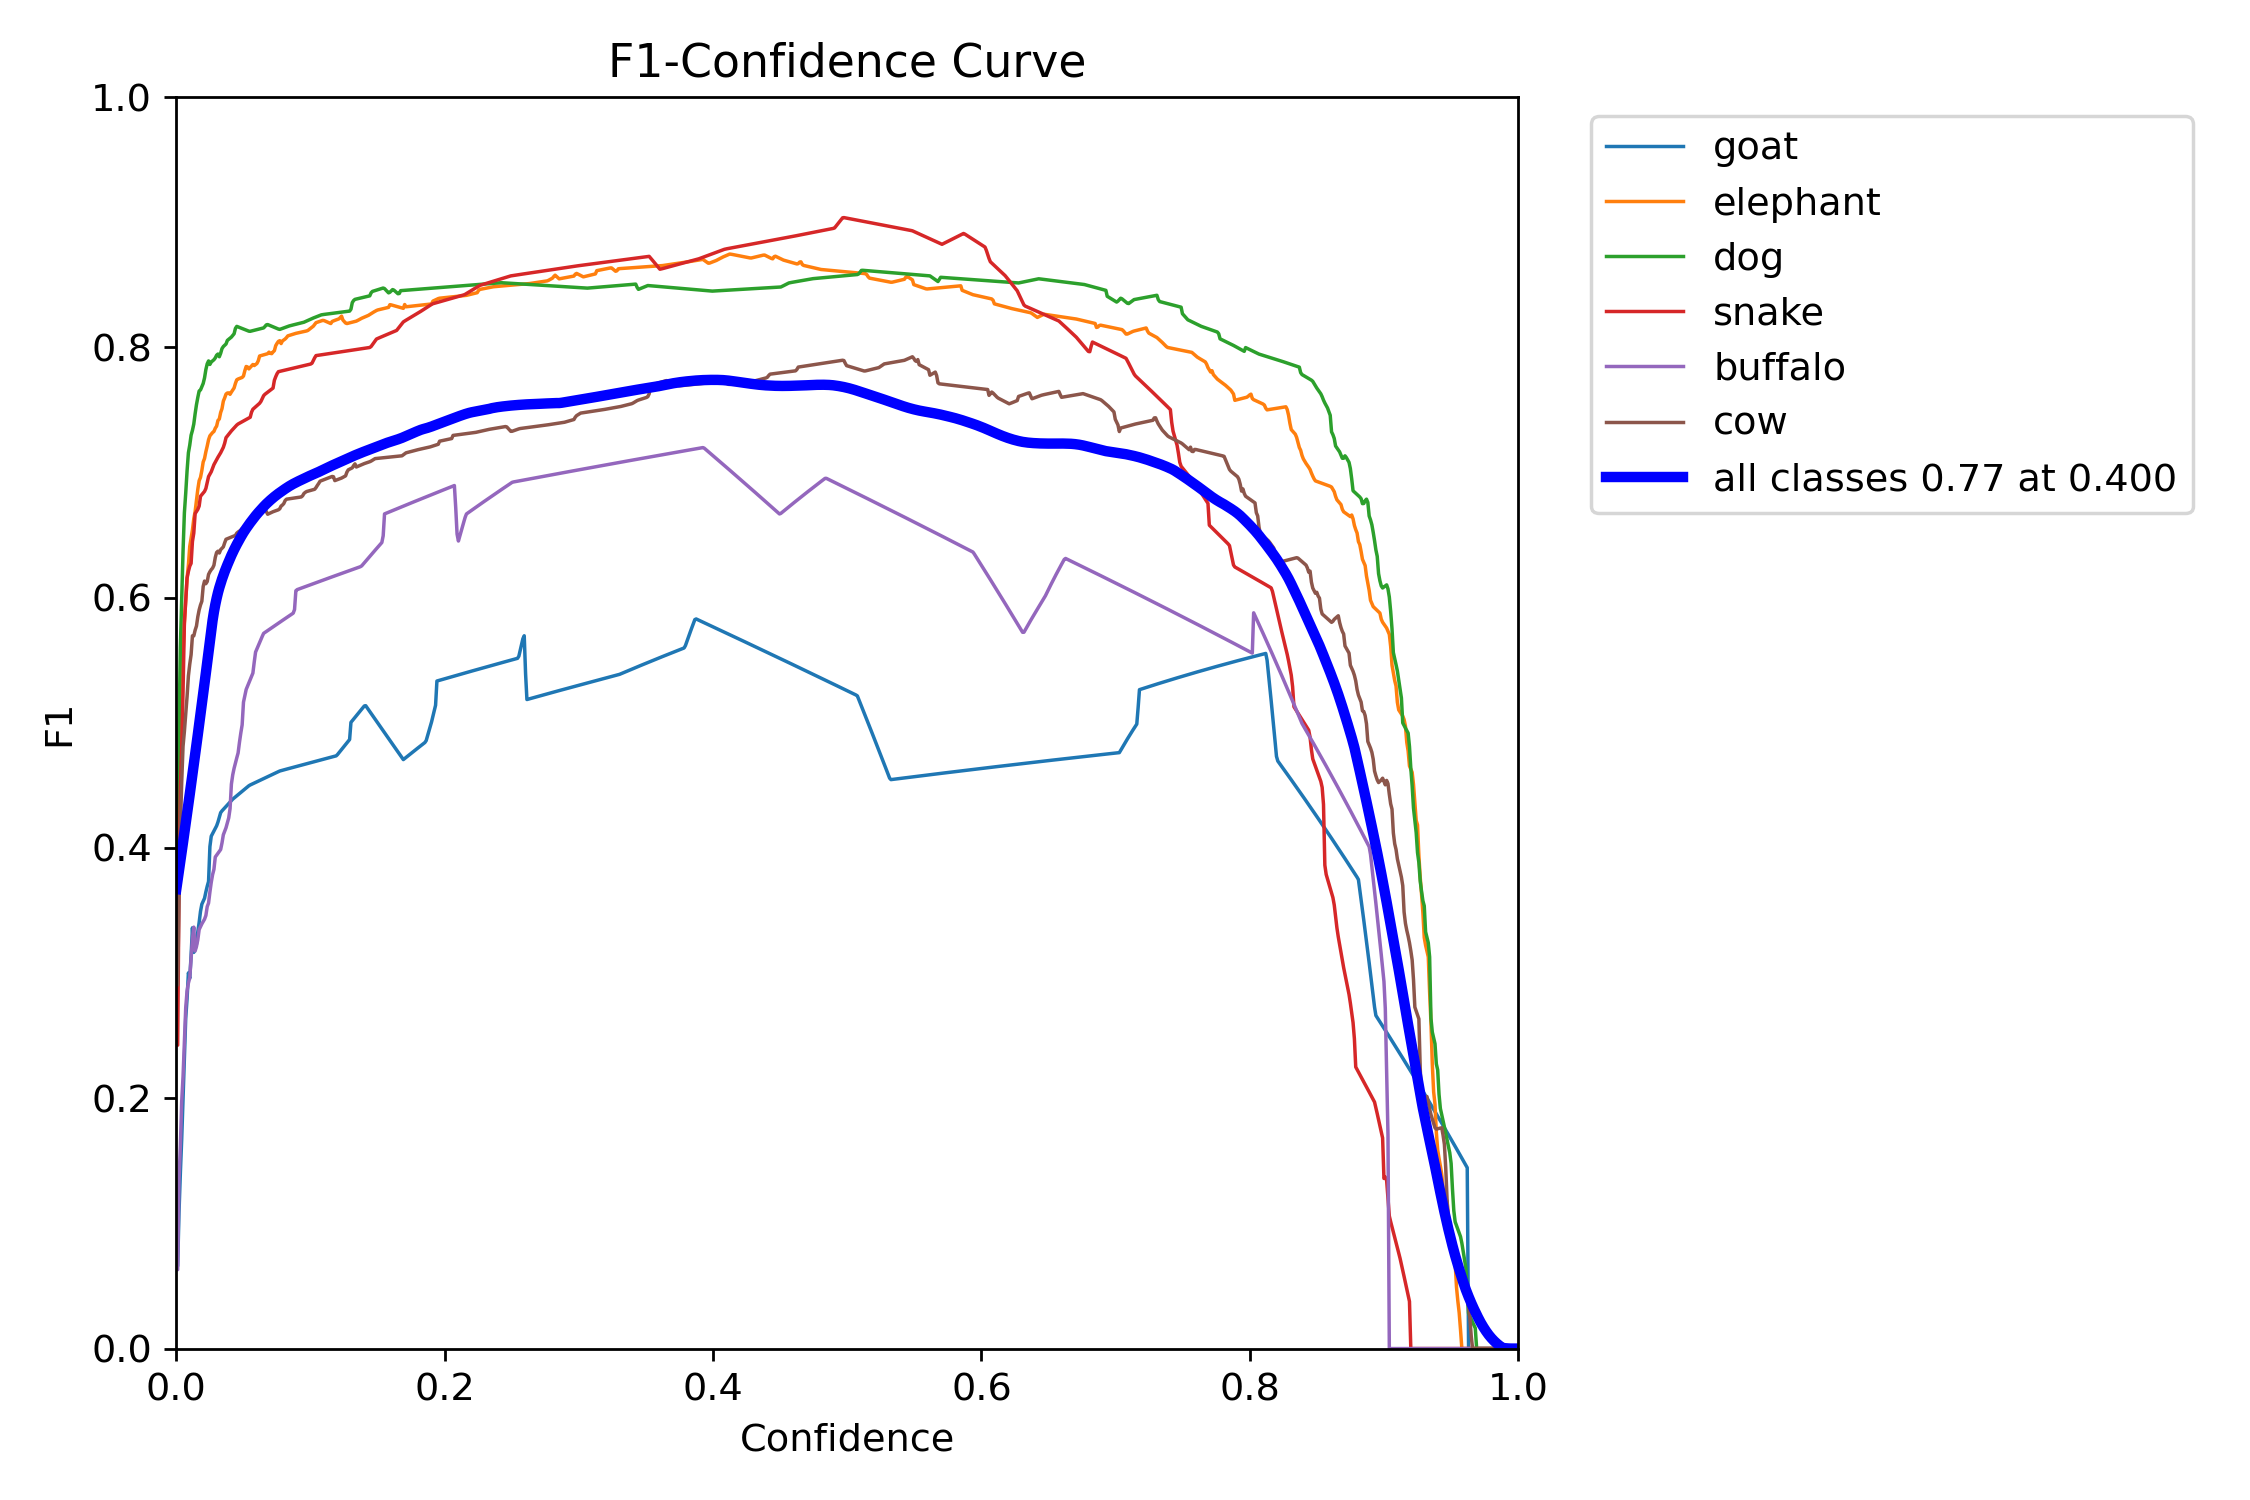 F1-Confidence Curve
1.0
0.8
0.6
0.4
0.2
0.0
F1
0.0 0.2 0.4 0.6 0.8 1.0
Confidence
goat
elephant
dog
snake
buffalo
cow
all classes 0.77 at 0.400